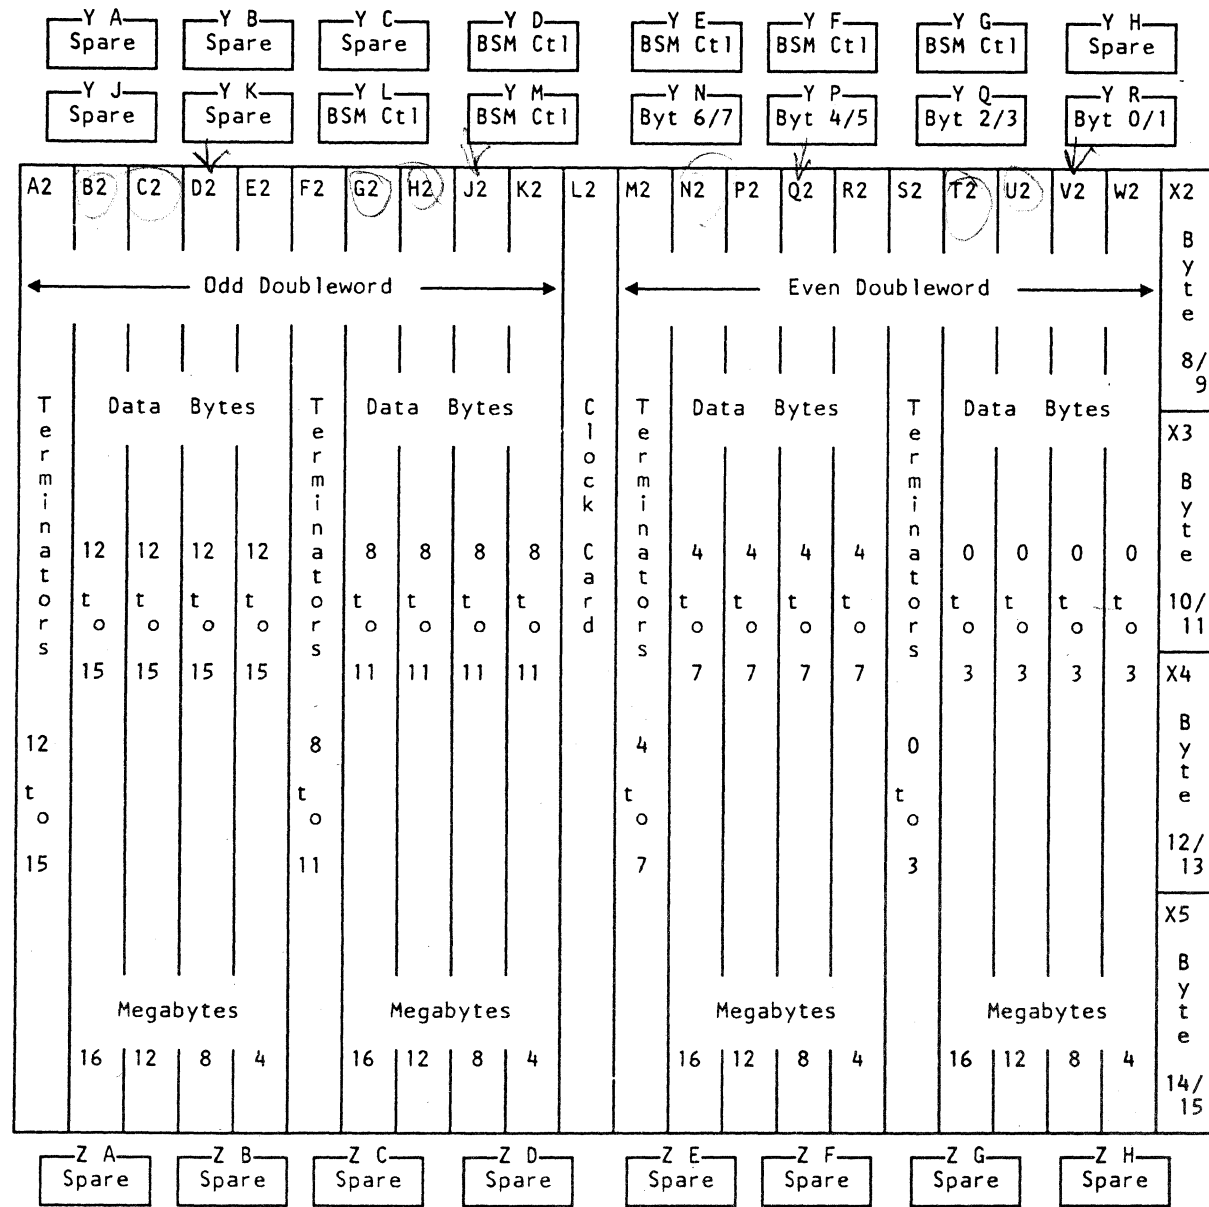 Y A Y B Y C Y D Y E Y F Y G Y H
Spare Spare Spare BSM Ctl BSM Ctl BSM Ctl BSM Ctl Spare
Y J Y K Y L Y M Y N Y P Y Q Y R
Spare Spare BSM Ctl BSM Ctl Byt 6/7 Byt 4/5 Byt 2/3 Byt 0/1
A2 B2 C2 D2 E2 F2 G2 H2 J2 K2 L2 M2 N2 P2 Q2 R2 S2 T2 U2 V2 W2 X2
Odd Doubleword Even Doubleword
Byte
8/
9
Data Bytes Data Bytes Data Bytes Data Bytes
Terminators Terminators Clock Card Terminators Terminators
X3
Byte
10/
11
12 12 12 12 8 8 8 8 4 4 4 4 0 0 0 0
to to to to to to to to to to to to to to to to
15 15 15 15 11 11 11 11 7 7 7 7 3 3 3 3
X4
Byte
12/
13
12 8 4 0
to to to to
15 11 7 3
X5
Byte
14/
15
Megabytes Megabytes Megabytes Megabytes
16 12 8 4 16 12 8 4 16 12 8 4 16 12 8 4
Z A Z B Z C Z D Z E Z F Z G Z H
Spare Spare Spare Spare Spare Spare Spare Spare